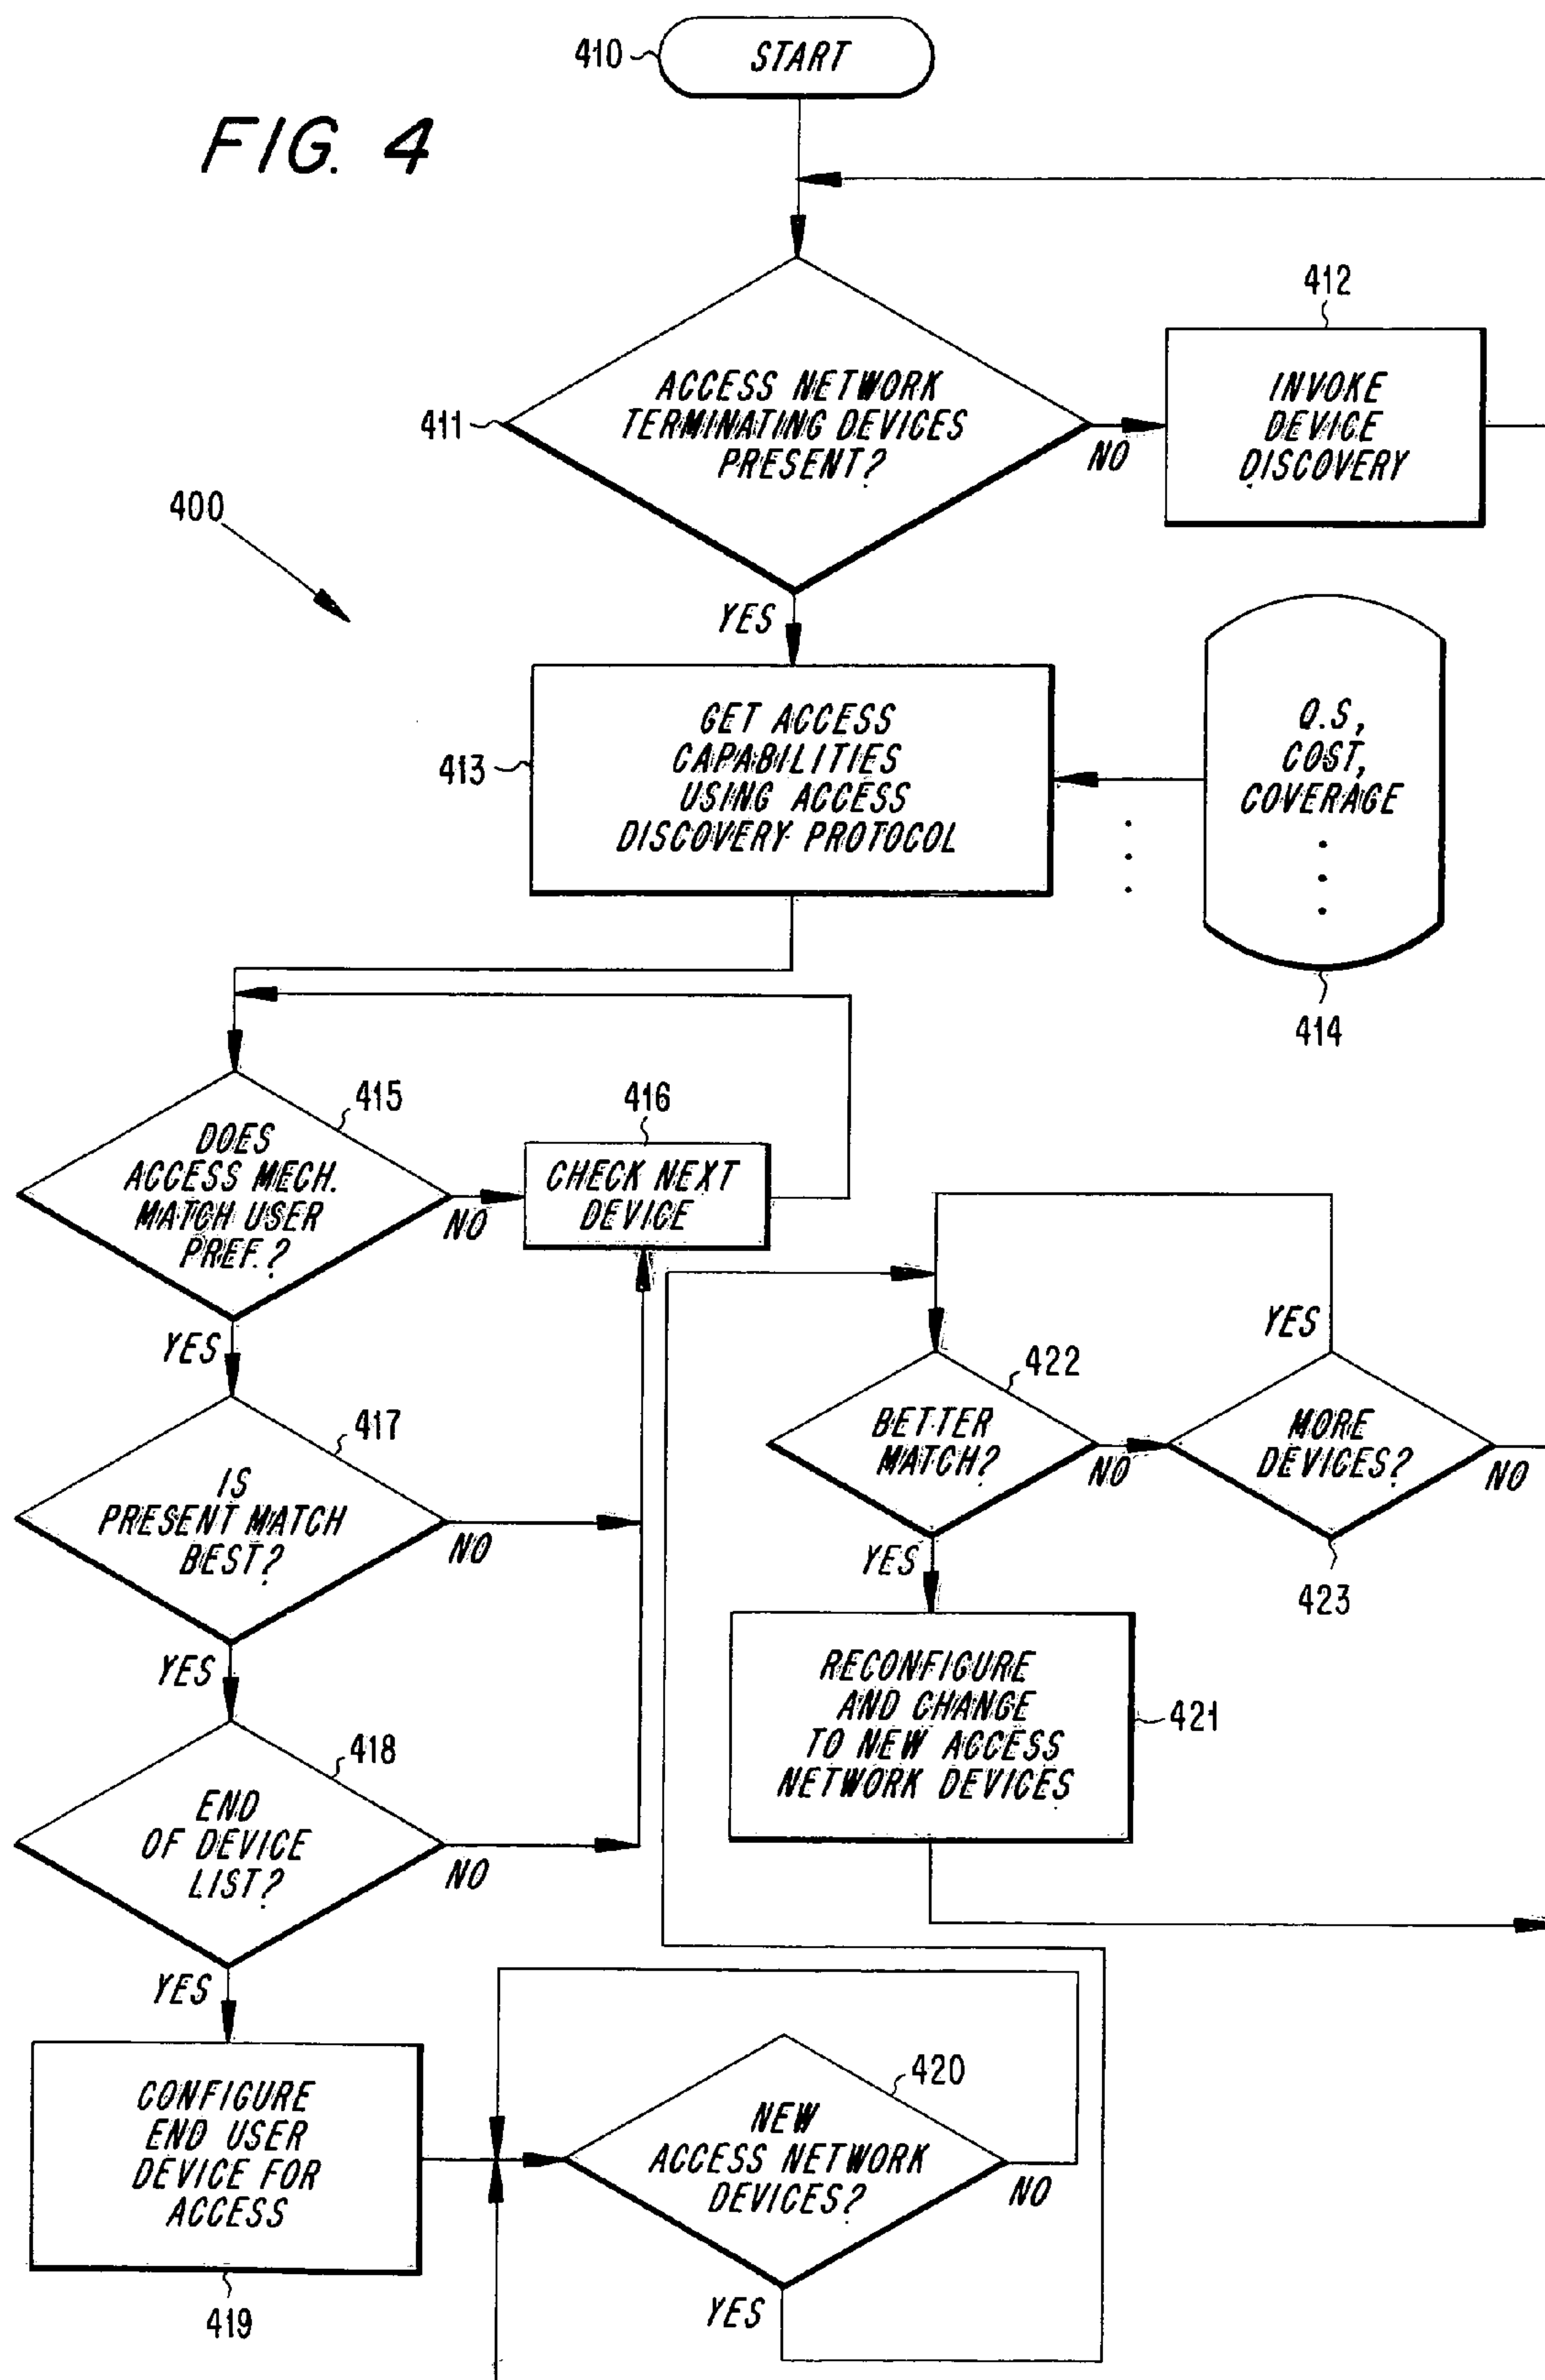 FIG. 4
410
START
411
ACCESS NETWORK
TERMINATING DEVICES
PRESENT?
NO
412
INVOKE
DEVICE
DISCOVERY
400
YES
413
GET ACCESS
CAPABILITIES
USING ACCESS
DISCOVERY PROTOCOL
Q.S,
COST,
COVERAGE
414
415
DOES
ACCESS MECH.
MATCH USER
PREF.?
NO
416
CHECK NEXT
DEVICE
YES
417
IS
PRESENT MATCH
BEST?
NO
YES
418
END
OF DEVICE
LIST?
NO
YES
CONFIGURE
END USER
DEVICE FOR
ACCESS
419
420
NEW
ACCESS NETWORK
DEVICES?
NO
YES
422
BETTER
MATCH?
NO
YES
MORE
DEVICES?
NO
423
YES
RECONFIGURE
AND CHANGE
TO NEW ACCESS
NETWORK DEVICES
421